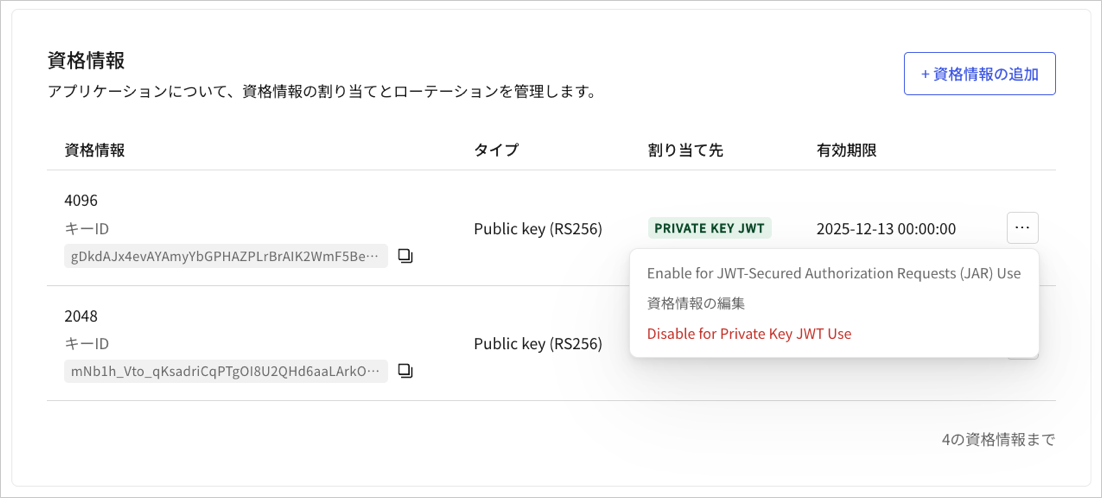 資格情報
アプリケーションについて、資格情報の割り当てとローテーションを管理します。
+ 資格情報の追加
資格情報 タイプ 割り当て先 有効期限
4096
キーID
gDkdAJx4evAYAmyYbGPHAZPLrBrAIK2WmF5Be···
Public key (RS256) PRIVATE KEY JWT 2025-12-13 00:00:00 ···
Enable for JWT-Secured Authorization Requests (JAR) Use
資格情報の編集
Disable for Private Key JWT Use
2048
キーID
mNb1h_Vto_qKsadriCqPTgOI8U2QHd6aaLArkO···
Public key (RS256)
4の資格情報まで